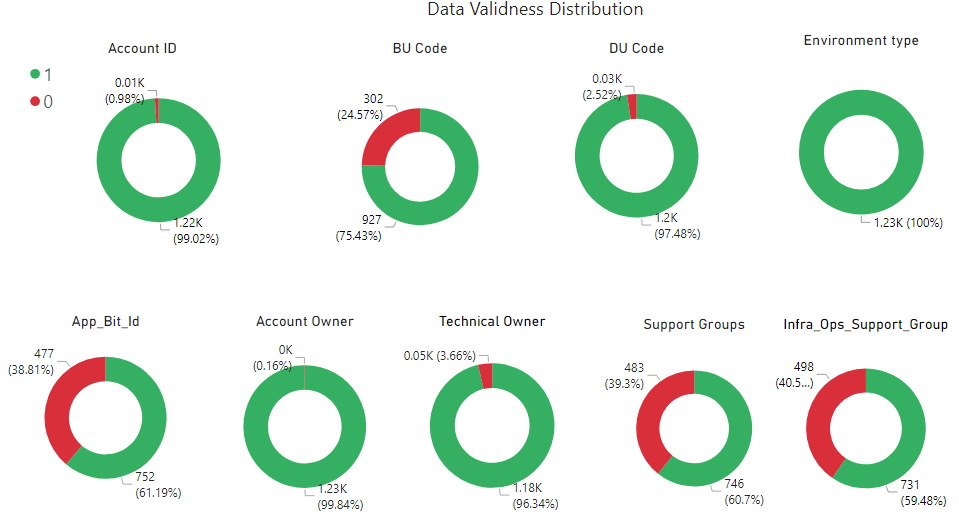 Data Validness Distribution
1
0
Account ID
0.01K
(0.98%)
1.22K
(99.02%)
BU Code
302
(24.57%)
927
(75.43%)
DU Code
0.03K
(2.52%)
1.2K
(97.48%)
Environment type
1.23K (100%)
App_Bit_Id
477
(38.81%)
752
(61.19%)
Account Owner
0K
(0.16%)
1.23K
(99.84%)
Technical Owner
0.05K (3.66%)
1.18K
(96.34%)
Support Groups
483
(39.3%)
746
(60.7%)
Infra_Ops_Support_Group
498
(40.5...)
731
(59.48%)